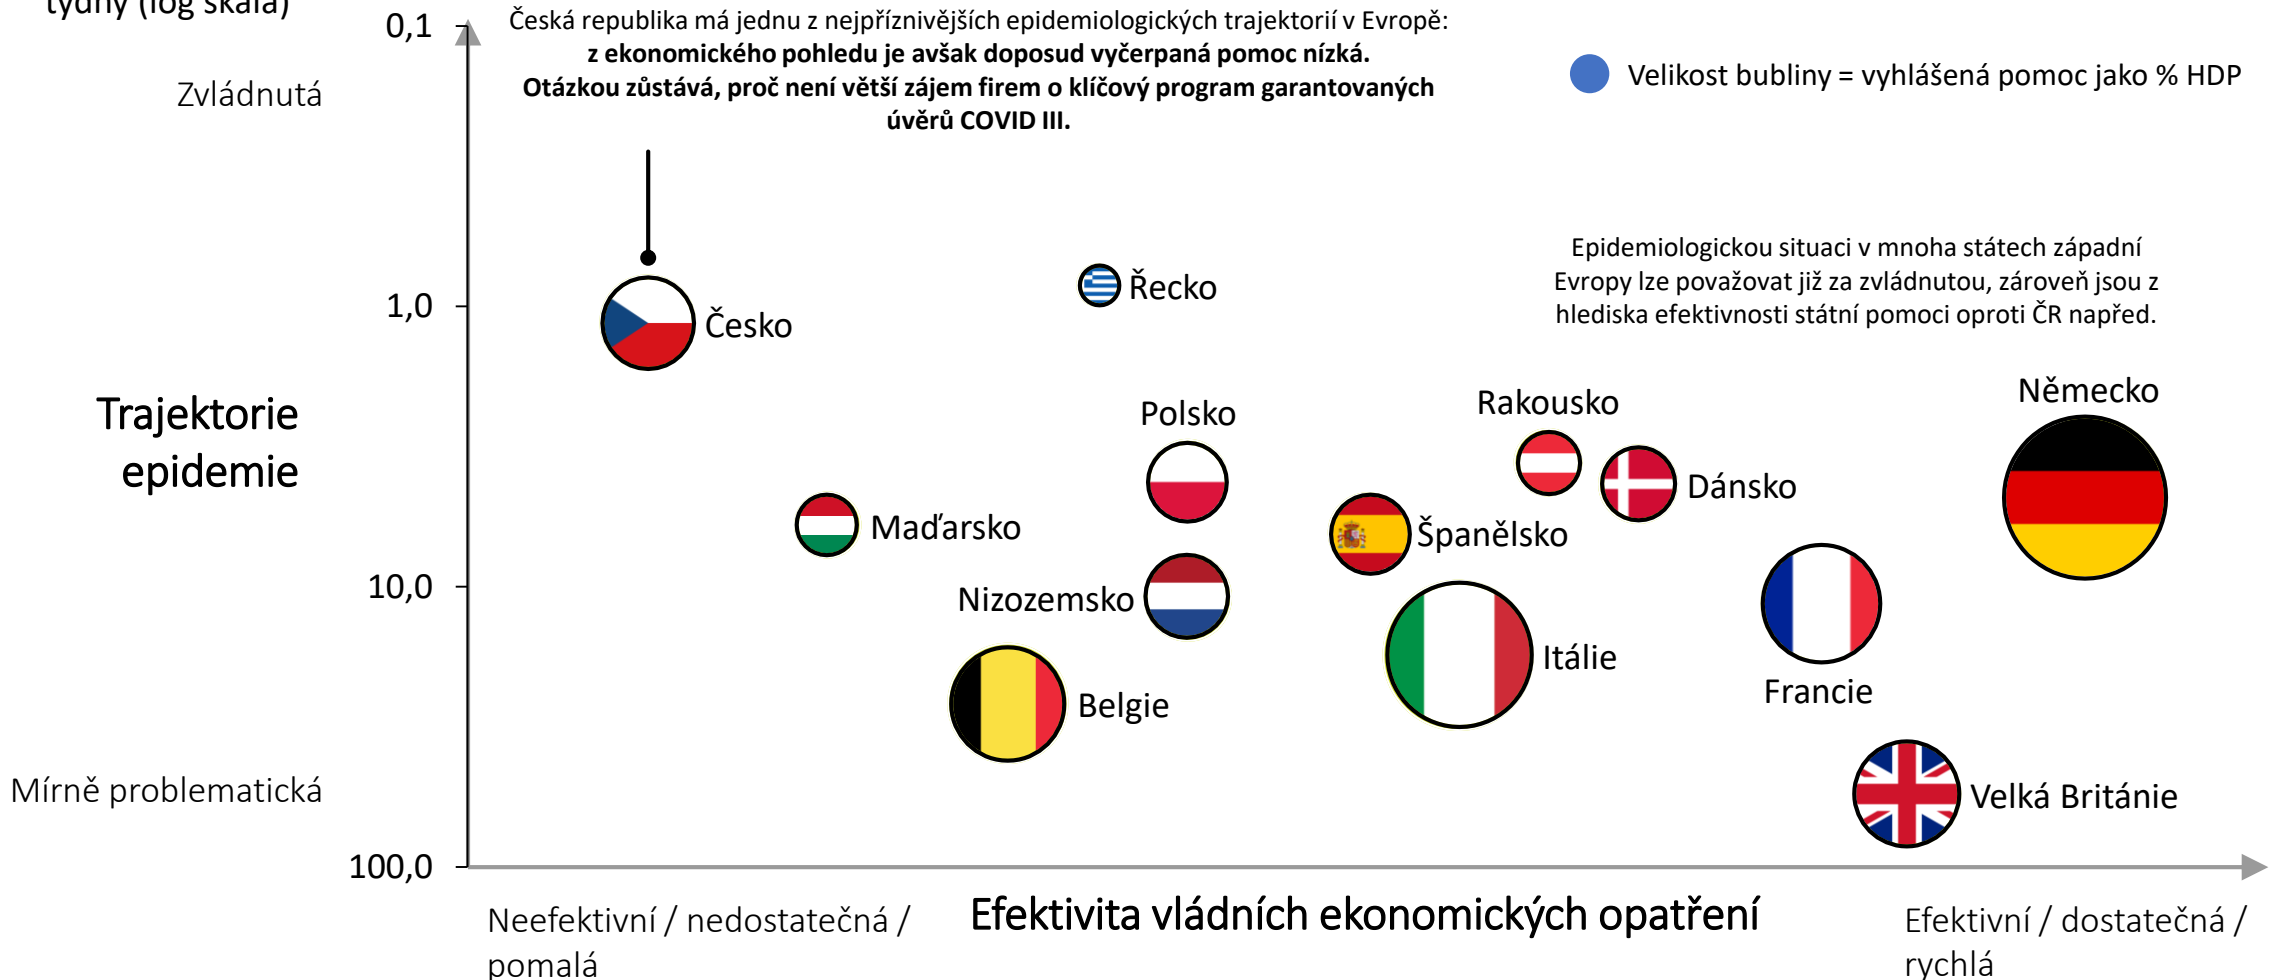 týdny (log skála)
0,1
Česká republika má jednu z nejpříznivějších epidemiologických trajektorií v Evropě:
z ekonomického pohledu je avšak doposud vyčerpaná pomoc nízká.
Otázkou zůstává, proč není větší zájem firem o klíčový program garantovaných
úvěrů COVID III.
Velikost bubliny = vyhlášená pomoc jako % HDP
Zvládnutá
Epidemiologickou situaci v mnoha státech západní
Evropy lze považovat již za zvládnutou, zároveň jsou z
hlediska efektivnosti státní pomoci oproti ČR napřed.
Řecko
1,0
Česko
Trajektorie
epidemie
Polsko
Rakousko
Německo
Dánsko
Maďarsko
Španělsko
10,0
Nizozemsko
Itálie
Francie
Belgie
Mírně problematická
Velká Británie
100,0
Neefektivní / nedostatečná /
pomalá
Efektivita vládních ekonomických opatření
Efektivní / dostatečná /
rychlá